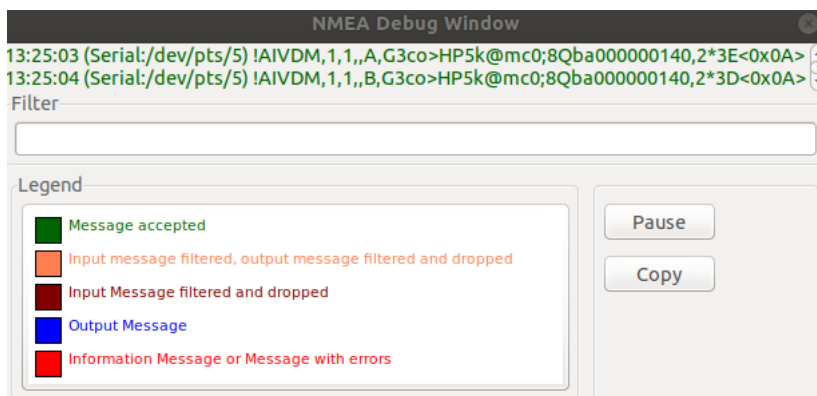 NMEA Debug Window
13:25:03 (Serial:/dev/pts/5) !AIVDM,1,1,,A,G3co>HP5k@mc0;8Qba000000140,2*3E<0x0A>
13:25:04 (Serial:/dev/pts/5) !AIVDM,1,1,,B,G3co>HP5k@mc0;8Qba000000140,2*3D<0x0A>
Filter
Legend
Message accepted
Input message filtered, output message filtered and dropped
Input Message filtered and dropped
Output Message
Information Message or Message with errors
Pause
Copy